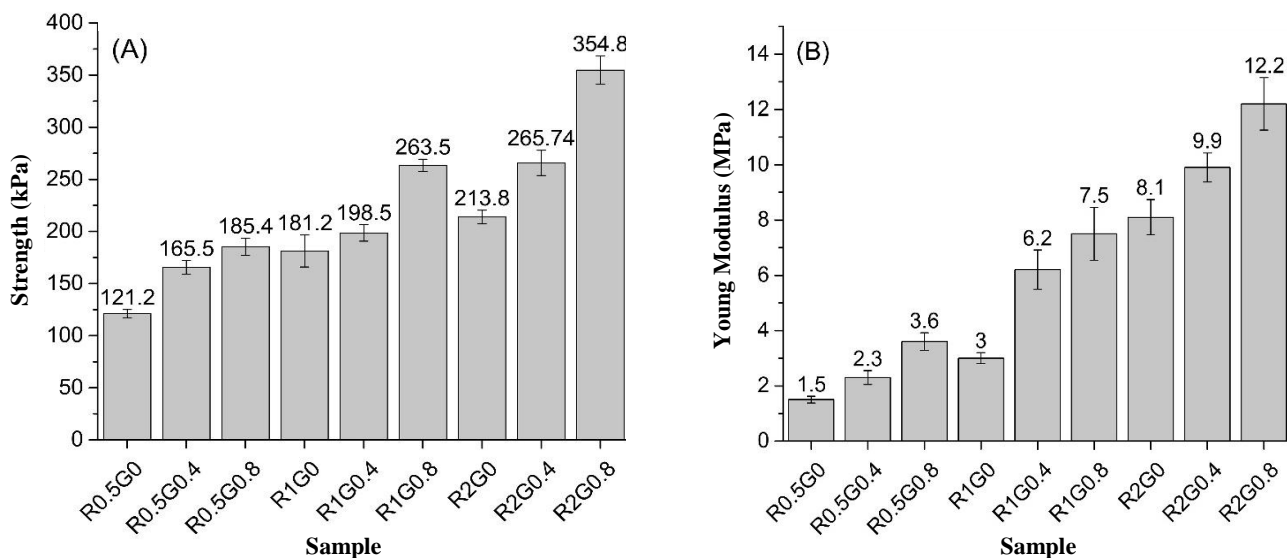 (A)
Strength (kPa)
400
350
300
250
200
150
100
50
0
121.2
165.5
185.4
181.2
198.5
263.5
213.8
265.74
354.8
R0.5G0
R0.5G0.4
R0.5G0.8
R1G0
R1G0.4
R1G0.8
R2G0
R2G0.4
R2G0.8
Sample
(B)
Young Modulus (MPa)
14
12
10
8
6
4
2
0
1.5
2.3
3.6
3
6.2
7.5
8.1
9.9
12.2
R0.5G0
R0.5G0.4
R0.5G0.8
R1G0
R1G0.4
R1G0.8
R2G0
R2G0.4
R2G0.8
Sample